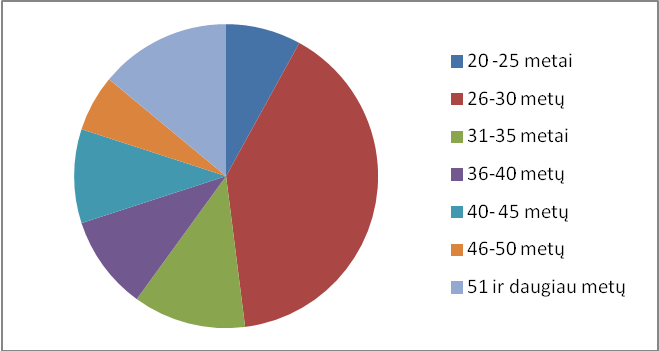 20-25 metai
26-30 metų
31-35 metai
36-40 metų
40-45 metų
46-50 metų
51 ir daugiau metų